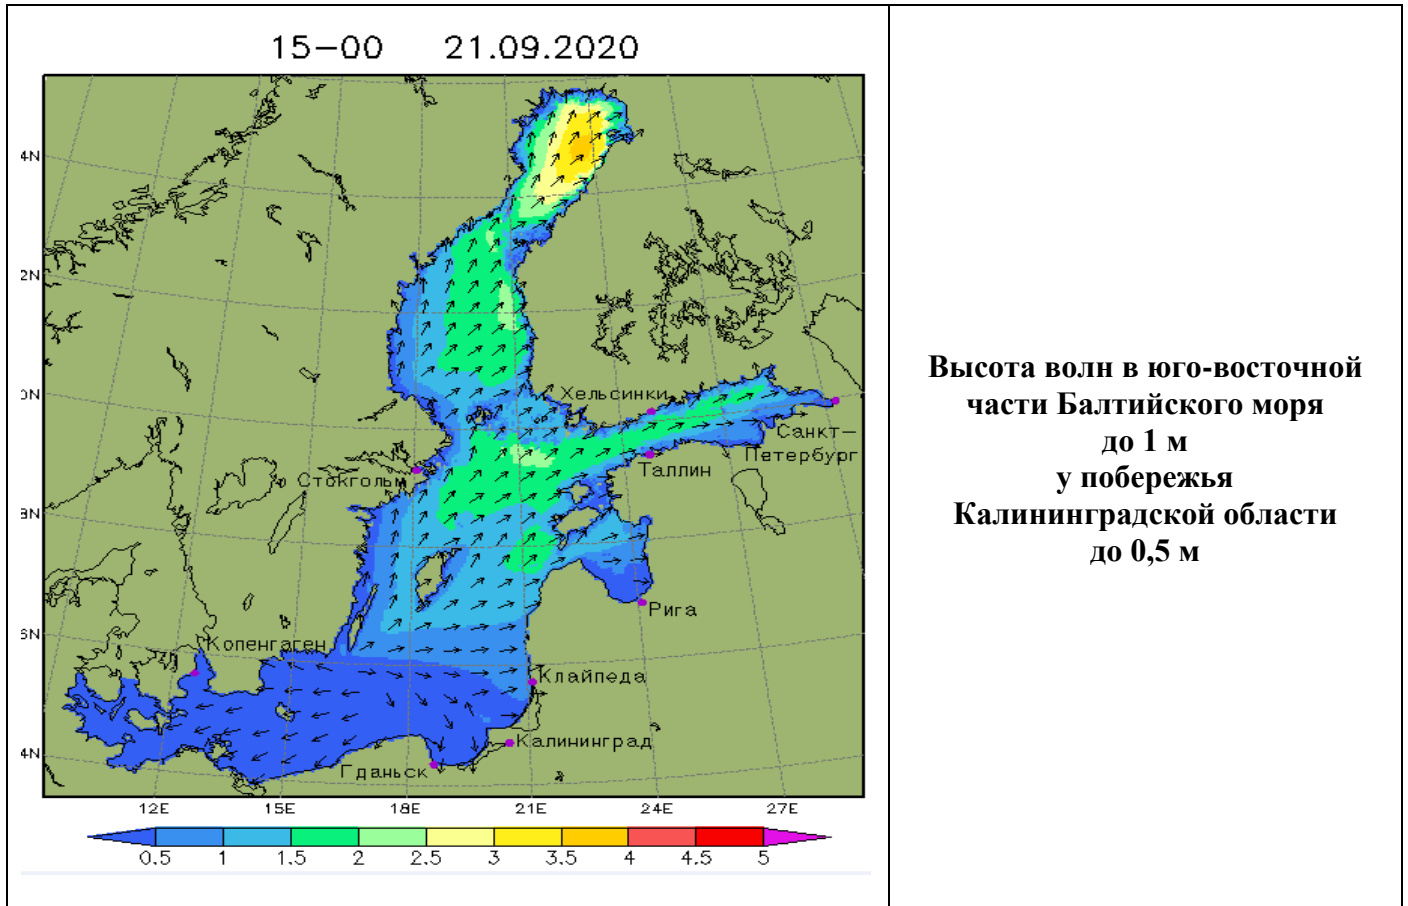 15-00 21.09.2020
4N
2N
0N
8N
6N
4N
Хельсинки
Санкт-
Петербург
Таллин
Стокгольм
Рига
Копенгаген
Клайпеда
Калининград
Гданьск
12E 15E 18E 21E 24E 27E
0.5 1 1.5 2 2.5 3 3.5 4 4.5 5
Высота волн в юго-восточной
части Балтийского моря
до 1 м
у побережья
Калининградской области
до 0,5 м